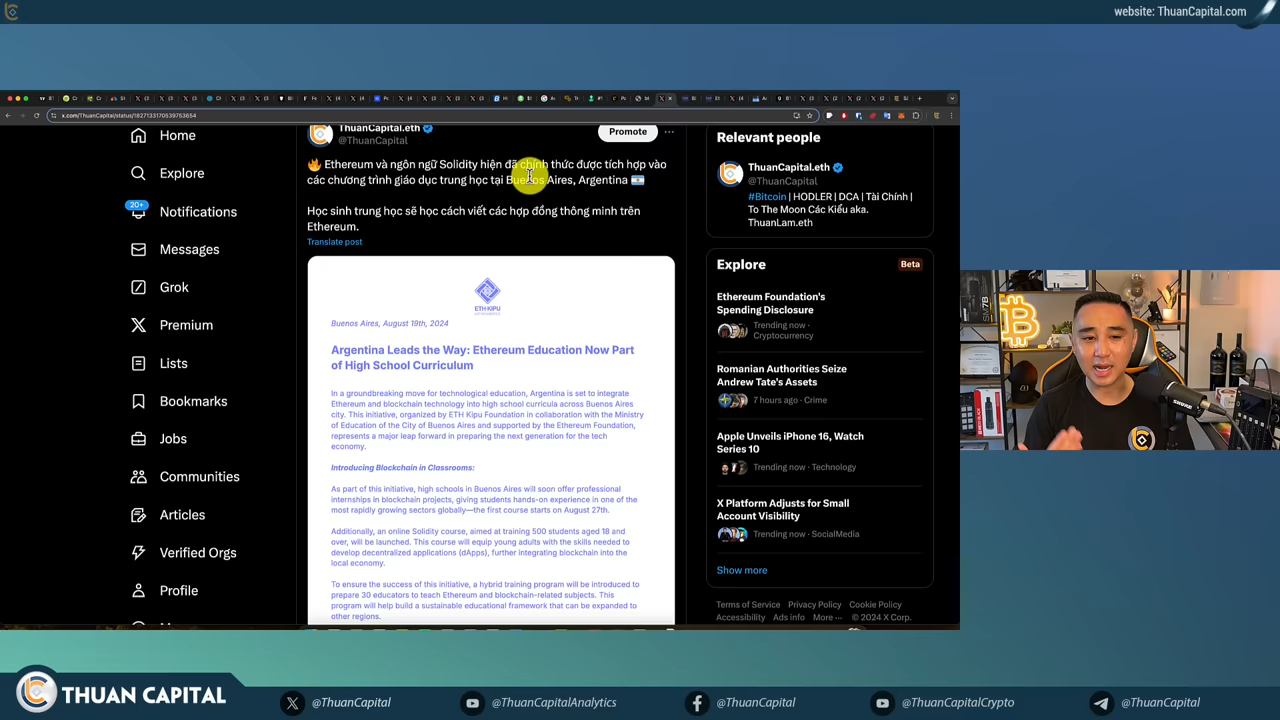 website: ThuanCapital.com
x.com/ThuanCapital/status/1827133170539753654
Home
Explore
20+
Notifications
Messages
Grok
Premium
Lists
Bookmarks
Jobs
Communities
Articles
Verified Orgs
Profile
ThuanCapital.eth
@ThuanCapital
Promote
🔥 Ethereum và ngôn ngữ Solidity hiện đã chính thức được tích hợp vào
các chương trình giáo dục trung học tại Buenos Aires, Argentina 🇦🇷
Học sinh trung học sẽ học cách viết các hợp đồng thông minh trên
Ethereum.
Translate post
ETH KIPU
Buenos Aires, August 19th, 2024
Argentina Leads the Way: Ethereum Education Now Part
of High School Curriculum
In a groundbreaking move for technological education, Argentina is set to integrate
Ethereum and blockchain technology into high school curricula across Buenos Aires
city. This initiative, organized by ETH Kipu Foundation in collaboration with the Ministry
of Education of the City of Buenos Aires and supported by the Ethereum Foundation,
represents a major leap forward in preparing the next generation for the tech
economy.
Introducing Blockchain in Classrooms:
As part of this initiative, high schools in Buenos Aires will soon offer professional
internships in blockchain projects, giving students hands-on experience in one of the
most rapidly growing sectors globally—the first course starts on August 27th.
Additionally, an online Solidity course, aimed at training 500 students aged 18 and
over, will be launched. This course will equip young adults with the skills needed to
develop decentralized applications (dApps), further integrating blockchain into the
local economy.
To ensure the success of this initiative, a hybrid training program will be introduced to
prepare 30 educators to teach Ethereum and blockchain-related subjects. This
program will help build a sustainable educational framework that can be expanded to
other regions.
Relevant people
ThuanCapital.eth
@ThuanCapital
#Bitcoin | HODLER | DCA | Tài Chính |
To The Moon Các Kiểu aka.
ThuanLam.eth
Explore
Beta
Ethereum Foundation's
Spending Disclosure
Trending now ·
Cryptocurrency
Romanian Authorities Seize
Andrew Tate's Assets
7 hours ago · Crime
Apple Unveils iPhone 16, Watch
Series 10
Trending now · Technology
X Platform Adjusts for Small
Account Visibility
Trending now · SocialMedia
Show more
Terms of Service Privacy Policy Cookie Policy
Accessibility Ads info More ··· © 2024 X Corp.
SM7B
SHURE
THUAN CAPITAL
@ThuanCapital
@ThuanCapitalAnalytics
@ThuanCapital
@ThuanCapitalCrypto
@ThuanCapital